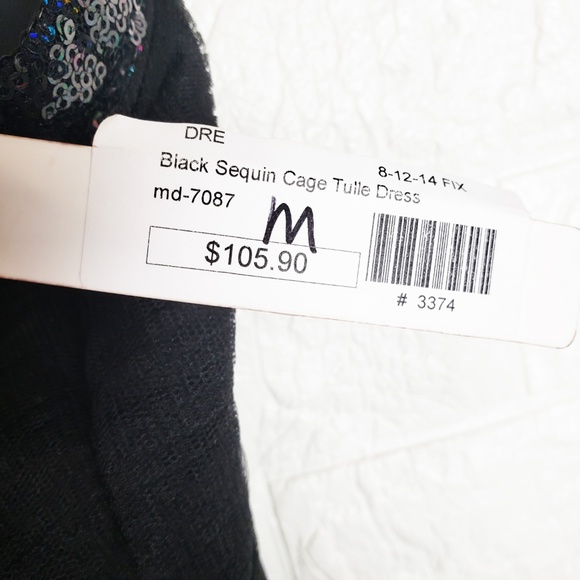 DRE
8-12-14 FIX
Black Sequin Cage Tulle Dress
md-7087
M
$105.90
# 3374